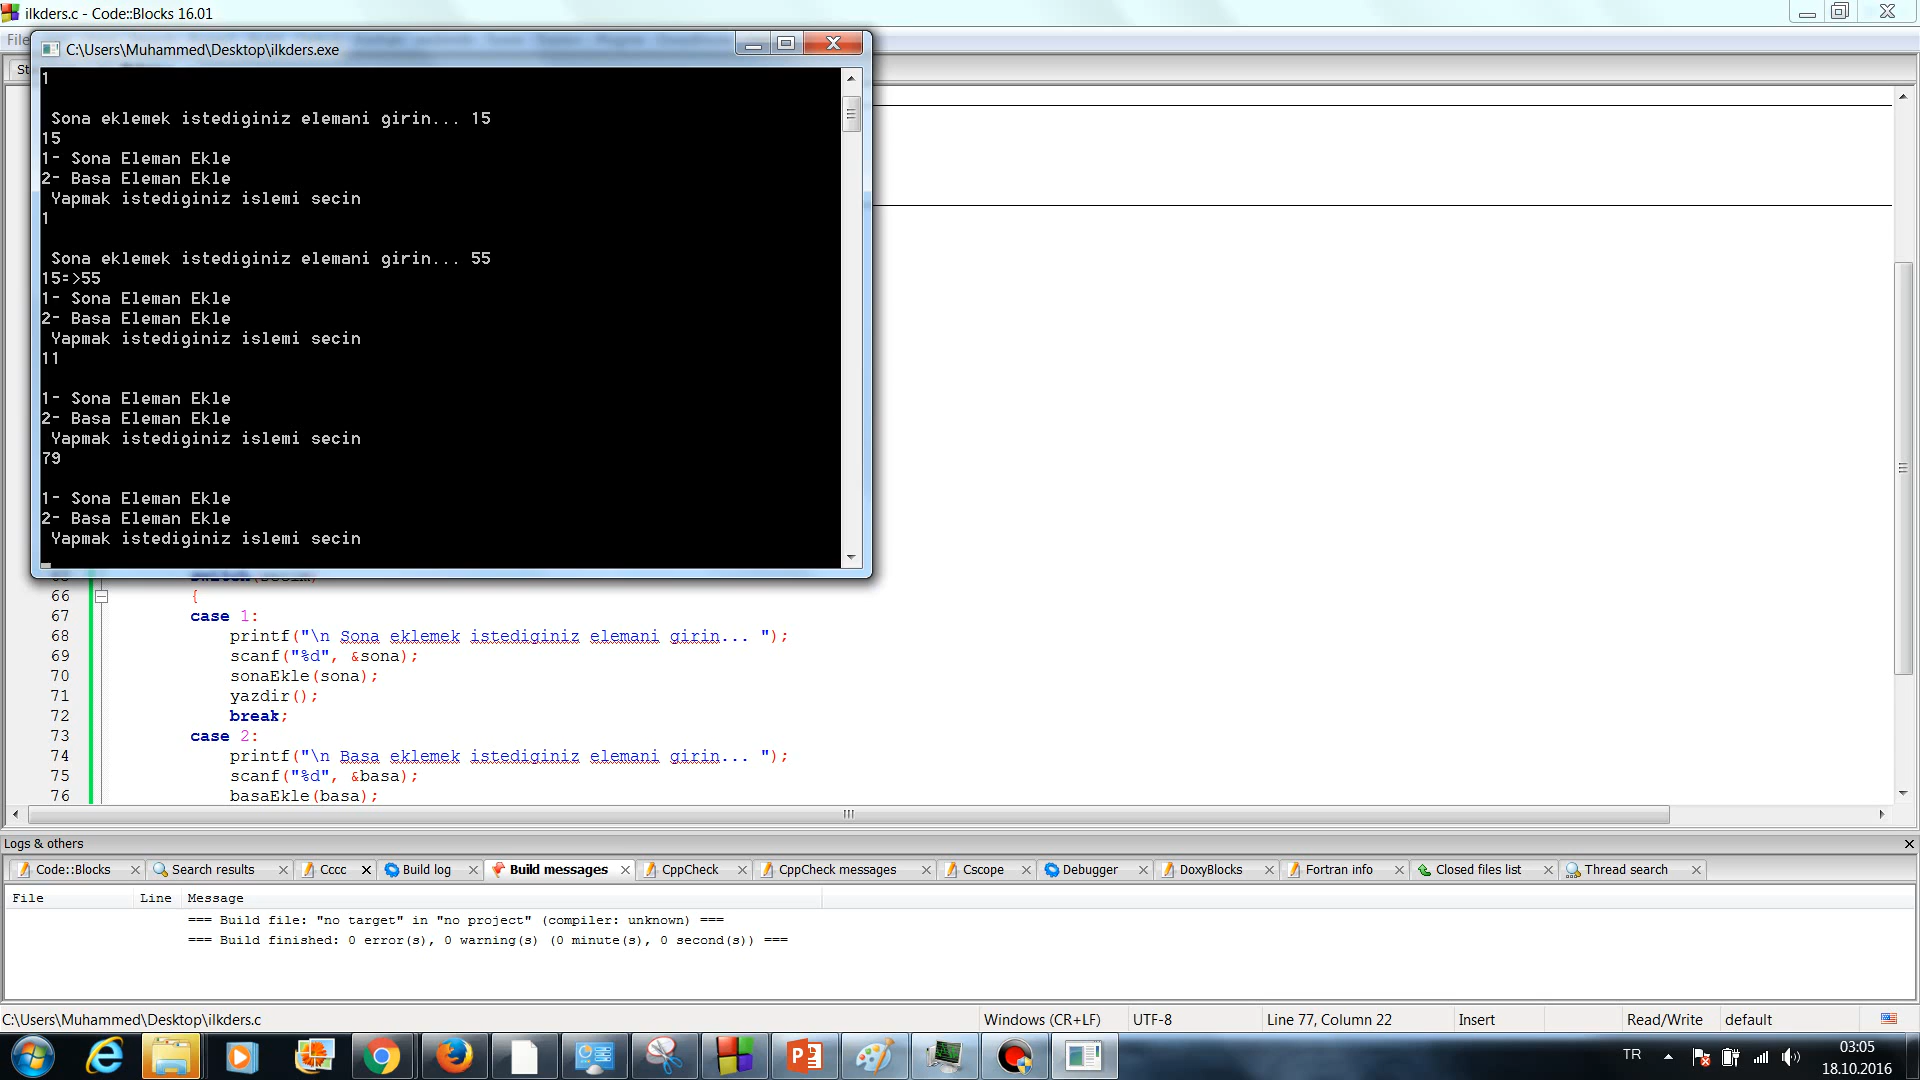 ilkders.c - Code::Blocks 16.01
File
C:\Users\Muhammed\Desktop\ilkders.exe
1
Sona eklemek istediginiz elemani girin... 15
15
1- Sona Eleman Ekle
2- Basa Eleman Ekle
Yapmak istediginiz islemi secin
1
Sona eklemek istediginiz elemani girin... 55
15=>55
1- Sona Eleman Ekle
2- Basa Eleman Ekle
Yapmak istediginiz islemi secin
11
1- Sona Eleman Ekle
2- Basa Eleman Ekle
Yapmak istediginiz islemi secin
79
1- Sona Eleman Ekle
2- Basa Eleman Ekle
Yapmak istediginiz islemi secin
66 {
67 case 1:
68 printf("\n Sona eklemek istediginiz elemani girin... ");
69 scanf("%d", &sona);
70 sonaEkle(sona);
71 yazdir();
72 break;
73 case 2:
74 printf("\n Basa eklemek istediginiz elemani girin... ");
75 scanf("%d", &basa);
76 basaEkle(basa);
Logs & others
Code::Blocks Search results Cccc Build log Build messages CppCheck CppCheck messages Cscope Debugger DoxyBlocks Fortran info Closed files list Thread search
File Line Message
=== Build file: "no target" in "no project" (compiler: unknown) ===
=== Build finished: 0 error(s), 0 warning(s) (0 minute(s), 0 second(s)) ===
C:\Users\Muhammed\Desktop\ilkders.c Windows (CR+LF) UTF-8 Line 77, Column 22 Insert Read/Write default
TR 03:05
18.10.2016